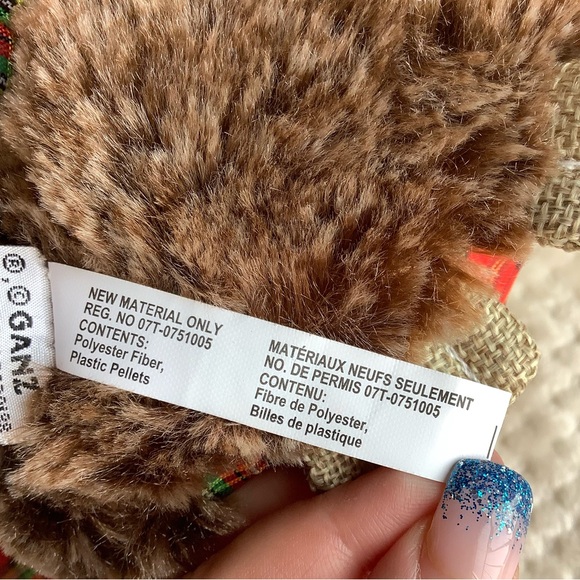 ®,© GANZ
NEW MATERIAL ONLY
REG. NO 07T-0751005
CONTENTS:
Polyester Fiber,
Plastic Pellets
MATÉRIAUX NEUFS SEULEMENT
NO. DE PERMIS 07T-0751005
CONTENU:
Fibre de Polyester,
Billes de plastique